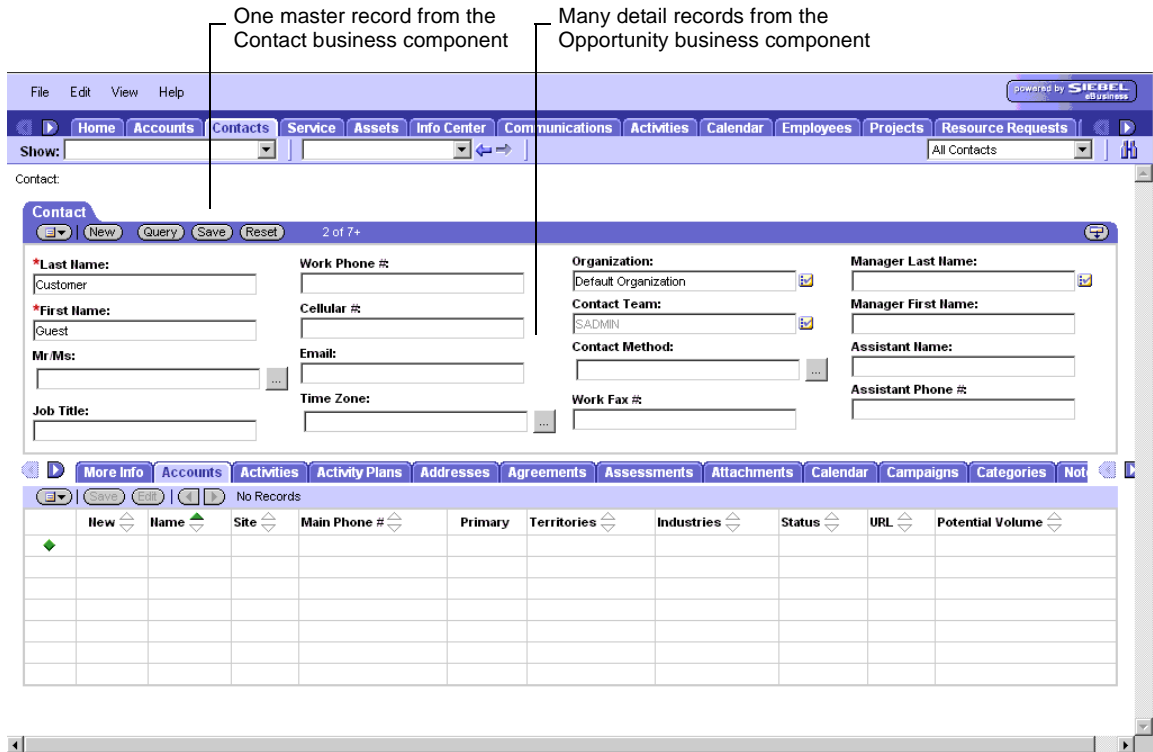 One master record from the Contact business component
Many detail records from the Opportunity business component
File Edit View Help
powered by SIEBEL eBusiness
Home Accounts Contacts Service Assets Info Center Communications Activities Calendar Employees Projects Resource Requests
Show: All Contacts
Contact:
Contact
New Query Save Reset 2 of 7+
*Last Name: Work Phone #: Organization: Manager Last Name:
Customer Default Organization
*First Name: Cellular #: Contact Team: Manager First Name:
Guest SADMIN
Mr/Ms: Email: Contact Method: Assistant Name:
... ...
Job Title: Time Zone: Work Fax #: Assistant Phone #:
...
More Info Accounts Activities Activity Plans Addresses Agreements Assessments Attachments Calendar Campaigns Categories Not
Save Edit No Records
New Name Site Main Phone # Primary Territories Industries Status URL Potential Volume